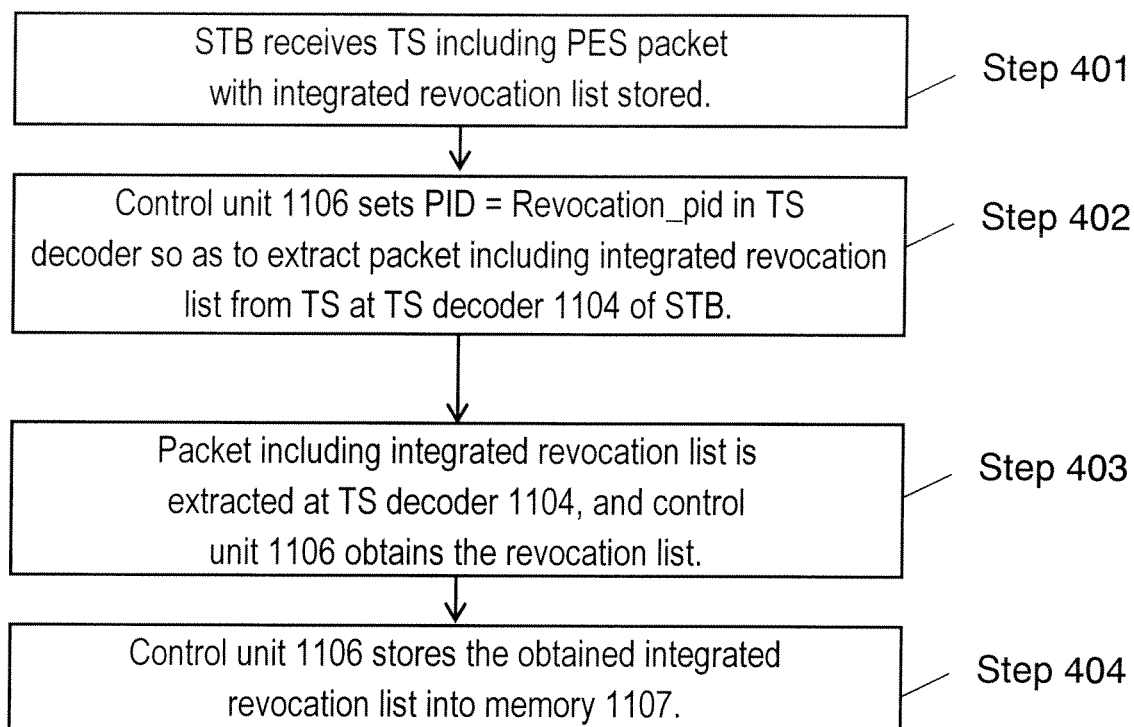 STB receives TS including PES packet
with integrated revocation list stored.
Step 401
Control unit 1106 sets PID = Revocation_pid in TS
decoder so as to extract packet including integrated revocation
list from TS at TS decoder 1104 of STB.
Step 402
Packet including integrated revocation list is
extracted at TS decoder 1104, and control
unit 1106 obtains the revocation list.
Step 403
Control unit 1106 stores the obtained integrated
revocation list into memory 1107.
Step 404